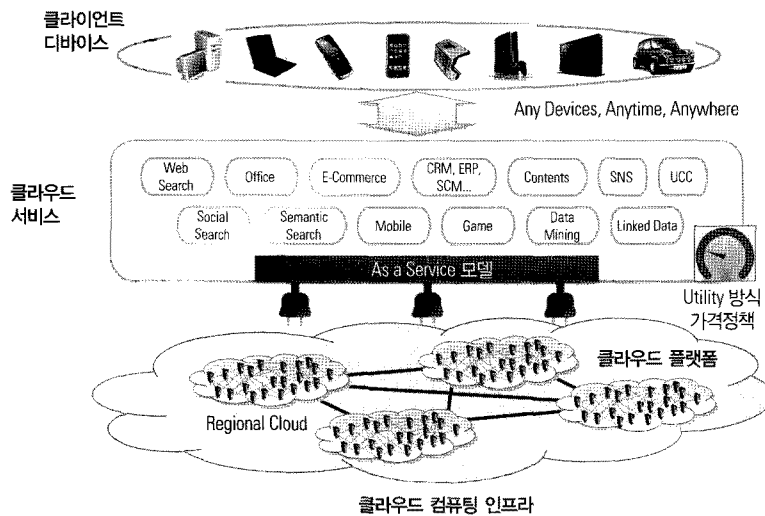 클라이언트
디바이스
Any Devices, Anytime, Anywhere
클라우드
서비스
Web
Search
Office
E-Commerce
CRM, ERP,
SCM...
Contents
SNS
UCC
Social
Search
Semantic
Search
Mobile
Game
Data
Mining
Linked Data
As a Service 모델
Utility 방식
가격정책
클라우드 플랫폼
Regional Cloud
클라우드 컴퓨팅 인프라